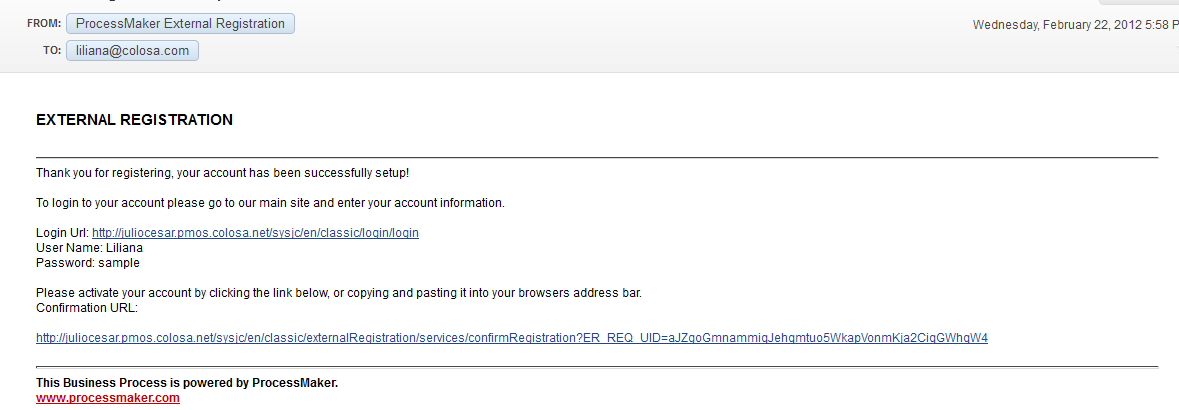 FROM: ProcessMaker External Registration
Wednesday, February 22, 2012 5:58 P
TO: liliana@colosa.com
EXTERNAL REGISTRATION
Thank you for registering, your account has been successfully setup!
To login to your account please go to our main site and enter your account information.
Login Url: http://juliocesar.pmos.colosa.net/sysjc/en/classic/login/login
User Name: Liliana
Password: sample
Please activate your account by clicking the link below, or copying and pasting it into your browsers address bar.
Confirmation URL:
http://juliocesar.pmos.colosa.net/sysjc/en/classic/externalRegistration/services/confirmRegistration?ER_REQ_UID=aJZqoGmnammigJehqmtuo5WkapVonmKja2CigGWhqW4
This Business Process is powered by ProcessMaker.
www.processmaker.com